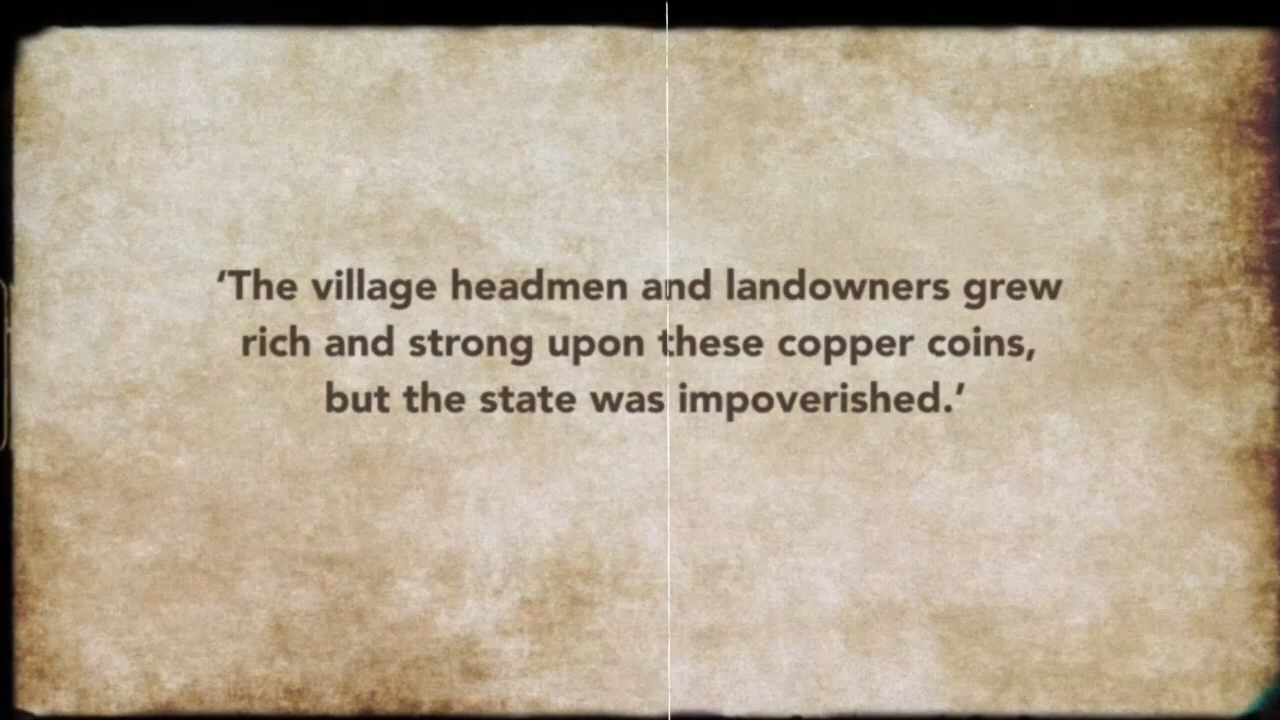 ‘The village headmen and landowners grew
rich and strong upon these copper coins,
but the state was impoverished.’